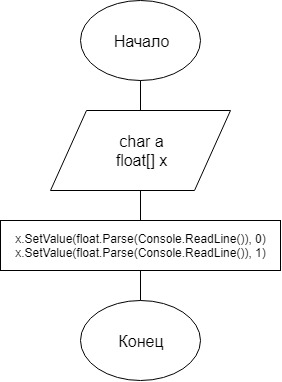 Начало
char a
float[] x
x.SetValue(float.Parse(Console.ReadLine()), 0)
x.SetValue(float.Parse(Console.ReadLine()), 1)
Конец